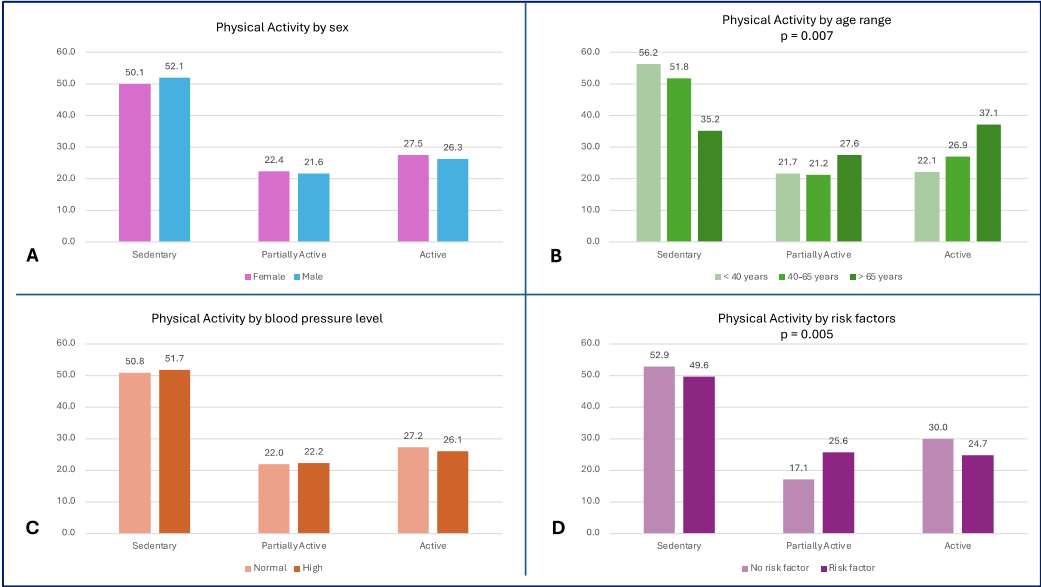 Physical Activity by sex
60.0
50.0
40.0
30.0
20.0
10.0
0.0
50.1
52.1
22.4
21.6
27.5
26.3
Sedentary
Partially Active
Active
Female
Male
A
Physical Activity by age range
p = 0.007
60.0
50.0
40.0
30.0
20.0
10.0
0.0
56.2
51.8
35.2
21.7
21.2
27.6
22.1
26.9
37.1
Sedentary
Partially Active
Active
< 40 years
40-65 years
> 65 years
B
Physical Activity by blood pressure level
60.0
50.0
40.0
30.0
20.0
10.0
0.0
50.8
51.7
22.0
22.2
27.2
26.1
Sedentary
Partially Active
Active
Normal
High
C
Physical Activity by risk factors
p = 0.005
60.0
50.0
40.0
30.0
20.0
10.0
0.0
52.9
49.6
17.1
25.6
30.0
24.7
Sedentary
Partially Active
Active
No risk factor
Risk factor
D